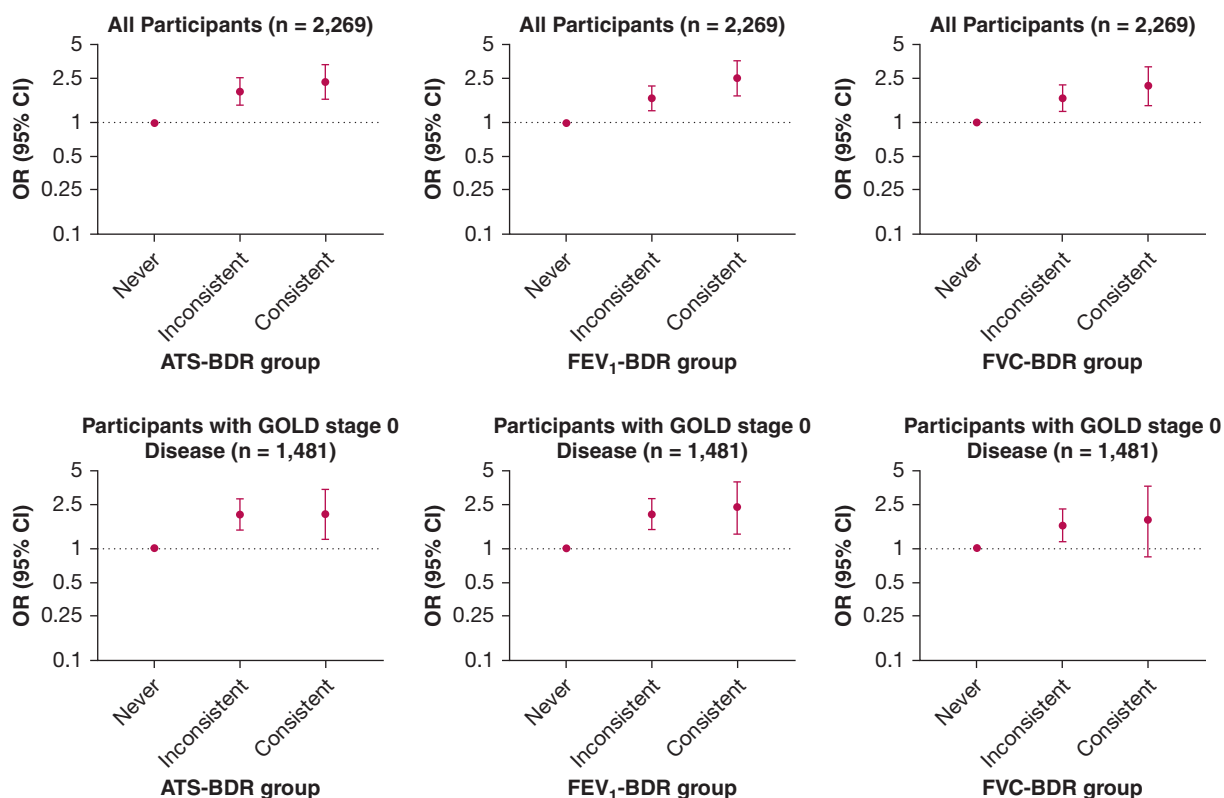 All Participants (n = 2,269)
OR (95% CI)
5
2.5
1
0.5
0.25
0.1
Never
Inconsistent
Consistent
ATS-BDR group
All Participants (n = 2,269)
OR (95% CI)
5
2.5
1
0.5
0.25
0.1
Never
Inconsistent
Consistent
FEV₁-BDR group
All Participants (n = 2,269)
OR (95% CI)
5
2.5
1
0.5
0.25
0.1
Never
Inconsistent
Consistent
FVC-BDR group
Participants with GOLD stage 0
Disease (n = 1,481)
OR (95% CI)
5
2.5
1
0.5
0.25
0.1
Never
Inconsistent
Consistent
ATS-BDR group
Participants with GOLD stage 0
Disease (n = 1,481)
OR (95% CI)
5
2.5
1
0.5
0.25
0.1
Never
Inconsistent
Consistent
FEV₁-BDR group
Participants with GOLD stage 0
Disease (n = 1,481)
OR (95% CI)
5
2.5
1
0.5
0.25
0.1
Never
Inconsistent
Consistent
FVC-BDR group